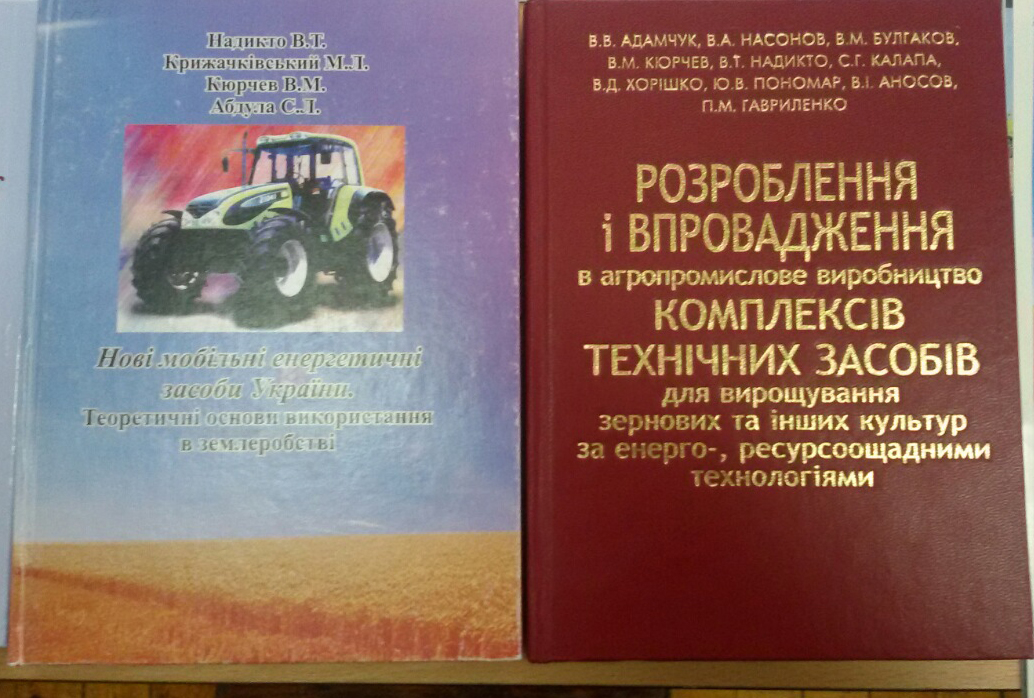 Надикто В.Т.
Крижачківський М.Л.
Кюрчев В.М.
Абдула С.Л.
Нові мобільні енергетичні
засоби України.
Теоретичні основи використання
в землеробстві
В.В. АДАМЧУК, В.А. НАСОНОВ, В.М. БУЛГАКОВ,
В.М. КЮРЧЕВ, В.Т. НАДИКТО, С.Г. КАЛАПА,
В.Д. ХОРІШКО, Ю.В. ПОНОМАР, В.І. АНОСОВ,
П.М. ГАВРИЛЕНКО
РОЗРОБЛЕННЯ
і ВПРОВАДЖЕННЯ
в агропромислове виробництво
КОМПЛЕКСІВ
ТЕХНІЧНИХ ЗАСОБІВ
для вирощування
зернових та інших культур
за енерго-, ресурсоощадними
технологіями